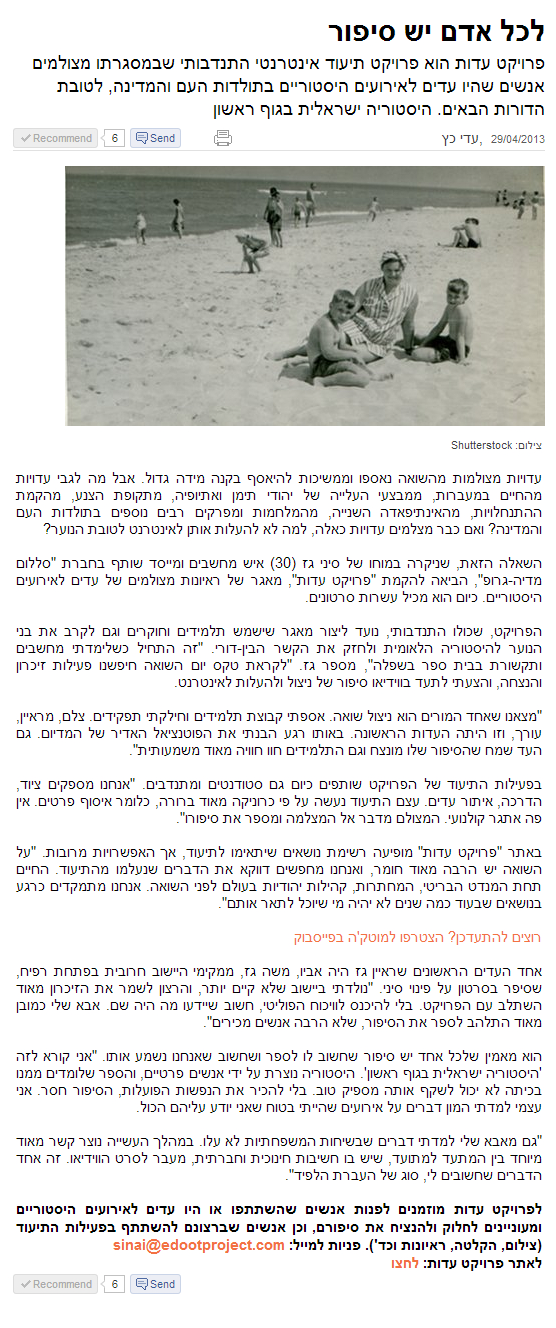 לכל אדם יש סיפור
פרויקט עדות הוא פרויקט תיעוד אינטרנטי התנדבותי שבמסגרתו מצולמים
אנשים שהיו עדים לאירועים היסטוריים בתולדות העם והמדינה, לטובת
הדורות הבאים. היסטוריה ישראלית בגוף ראשון
29/04/2013 ,עדי כץ
Recommend 6 Send
צילום: Shutterstock
עדויות מצולמות מהשואה נאספו וממשיכות להיאסף בקנה מידה גדול. אבל מה לגבי עדויות
מהחיים במעברות, ממבצעי העלייה של יהודי תימן ואתיופיה, מתקופת הצנע, מהקמת
ההתנחלויות, מהאינתיפאדה השנייה, מהמלחמות ומפרקים רבים נוספים בתולדות העם
והמדינה? ואם כבר מצלמים עדויות כאלה, למה לא להעלות אותן לאינטרנט לטובת הנוער?
השאלה הזאת, שניקרה במוחו של סיני גז (30) איש מחשבים ומייסד שותף בחברת "סללום
מדיה-גרופ", הביאה להקמת "פרויקט עדות", מאגר של ראיונות מצולמים של עדים לאירועים
היסטוריים. כיום הוא מכיל עשרות סרטונים.
הפרויקט, שכולו התנדבותי, נועד ליצור מאגר שישמש תלמידים וחוקרים וגם לקרב את בני
הנוער להיסטוריה הלאומית ולחזק את הקשר הבין-דורי. "זה התחיל כשלימדתי מחשבים
ותקשורת בבית ספר בשפלה", מספר גז. "לקראת טקס יום השואה חיפשנו פעילות זיכרון
והנצחה, והצעתי לתעד בווידיאו סיפור של ניצול ולהעלות לאינטרנט.
"מצאנו שאחד המורים הוא ניצול שואה. אספתי קבוצת תלמידים וחילקתי תפקידים. צלם, מראיין,
עורך, וזו היתה העדות הראשונה. באותו רגע הבנתי את הפוטנציאל האדיר של המדיום. גם
העד שמח שהסיפור שלו מונצח וגם התלמידים חוו חוויה מאוד משמעותית".
בפעילות התיעוד של הפרויקט שותפים כיום גם סטודנטים ומתנדבים. "אנחנו מספקים ציוד,
הדרכה, איתור עדים. עצם התיעוד נעשה על פי כרוניקה מאוד ברורה, כלומר איסוף פרטים. אין
פה אתגר קולנועי. המצולם מדבר אל המצלמה ומספר את סיפורו".
באתר "פרויקט עדות" מופיעה רשימת נושאים שיתאימו לתיעוד, אך האפשרויות מרובות. "על
השואה יש הרבה מאוד חומר, ואנחנו מחפשים דווקא את הדברים שנעלמו מהתיעוד. החיים
תחת המנדט הבריטי, המחתרות, קהילות יהודיות בעולם לפני השואה. אנחנו מתמקדים כרגע
בנושאים שבעוד כמה שנים לא יהיה מי שיוכל לתאר אותם".
רוצים להתעדכן? הצטרפו למוטק'ה בפייסבוק
אחד העדים הראשונים שראיין גז היה אביו, משה גז, ממקימי היישוב חרובית בפתחת רפיח,
שסיפר בסרטון על פינוי סיני. "נולדתי ביישוב שלא קיים יותר, והרצון לשמר את הזיכרון מאוד
השתלב עם הפרויקט. בלי להיכנס לוויכוח הפוליטי, חשוב שיידעו מה היה שם. אבא שלי כמובן
מאוד התלהב לספר את הסיפור, שלא הרבה אנשים מכירים".
הוא מאמין שלכל אחד יש סיפור שחשוב לו לספר ושחשוב שאנחנו נשמע אותו. "אני קורא לזה
'היסטוריה ישראלית בגוף ראשון'. היסטוריה נוצרת על ידי אנשים פרטיים, והספר שלומדים ממנו
בכיתה לא יכול לשקף אותה מספיק טוב. בלי להכיר את הנפשות הפועלות, הסיפור חסר. אני
עצמי למדתי המון דברים על אירועים שהייתי בטוח שאני יודע עליהם הכול.
"גם מאבא שלי למדתי דברים שבשיחות המשפחתיות לא עלו. במהלך העשייה נוצר קשר מאוד
מיוחד בין המתעד למתועד, שיש בו חשיבות חינוכית וחברתית, מעבר לסרט הווידיאו. זה אחד
הדברים שחשובים לי, סוג של העברת הלפיד".
לפרויקט עדות מוזמנים לפנות אנשים שהשתתפו או היו עדים לאירועים היסטוריים
ומעוניינים לחלוק ולהנציח את סיפורם, וכן אנשים שברצונם להשתתף בפעילות התיעוד
(צילום, הקלטה, ראיונות וכד'). פניות למייל: sinai@edootproject.com
לאתר פרויקט עדות: לחצו
Recommend 6 Send